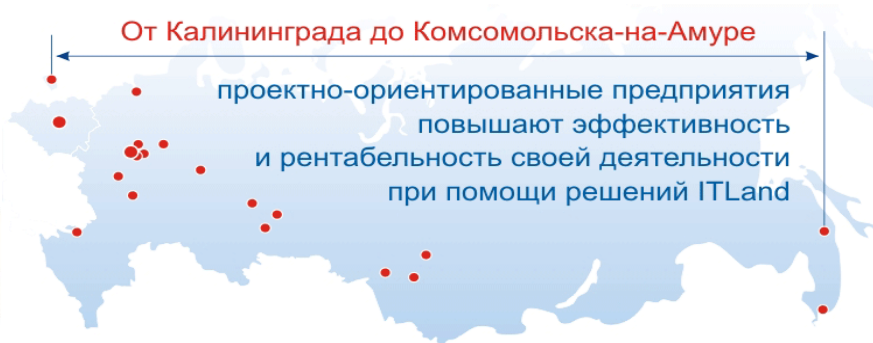 От Калининграда до Комсомольска-на-Амуре
проектно-ориентированные предприятия
повышают эффективность
и рентабельность своей деятельности
при помощи решений ITLand